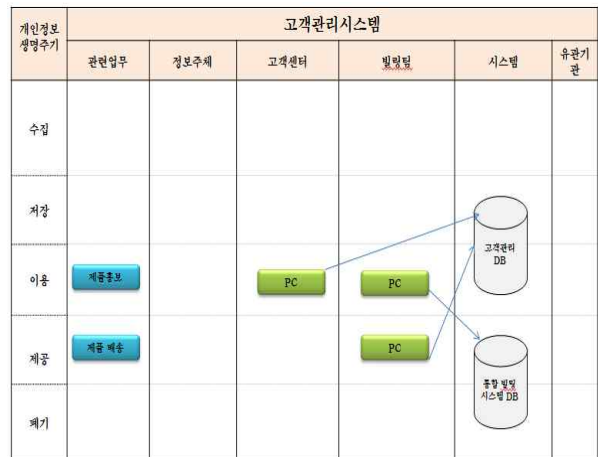 개인정보
생명주기
고객관리시스템
관련업무
정보주체
고객센터
빌링팀
시스템
유관기
관
수집
저장
고객관리
DB
이용
제품홍보
PC
PC
제공
제품 배송
PC
통합 빌링
시스템 DB
폐기